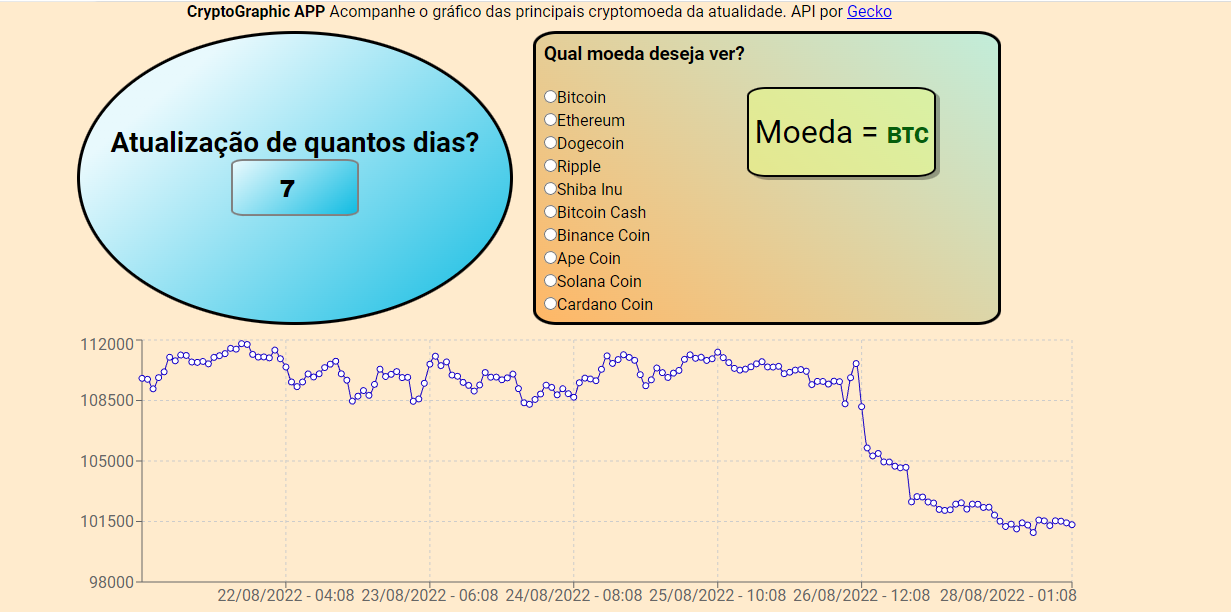 CryptoGraphic APP Acompanhe o gráfico das principais cryptomoeda da atualidade. API por Gecko
Atualização de quantos dias?
7
Qual moeda deseja ver?
Bitcoin
Ethereum
Dogecoin
Ripple
Shiba Inu
Bitcoin Cash
Binance Coin
Ape Coin
Solana Coin
Cardano Coin
Moeda = BTC
112000
108500
105000
101500
98000
22/08/2022 - 04:08 23/08/2022 - 06:08 24/08/2022 - 08:08 25/08/2022 - 10:08 26/08/2022 - 12:08 28/08/2022 - 01:08